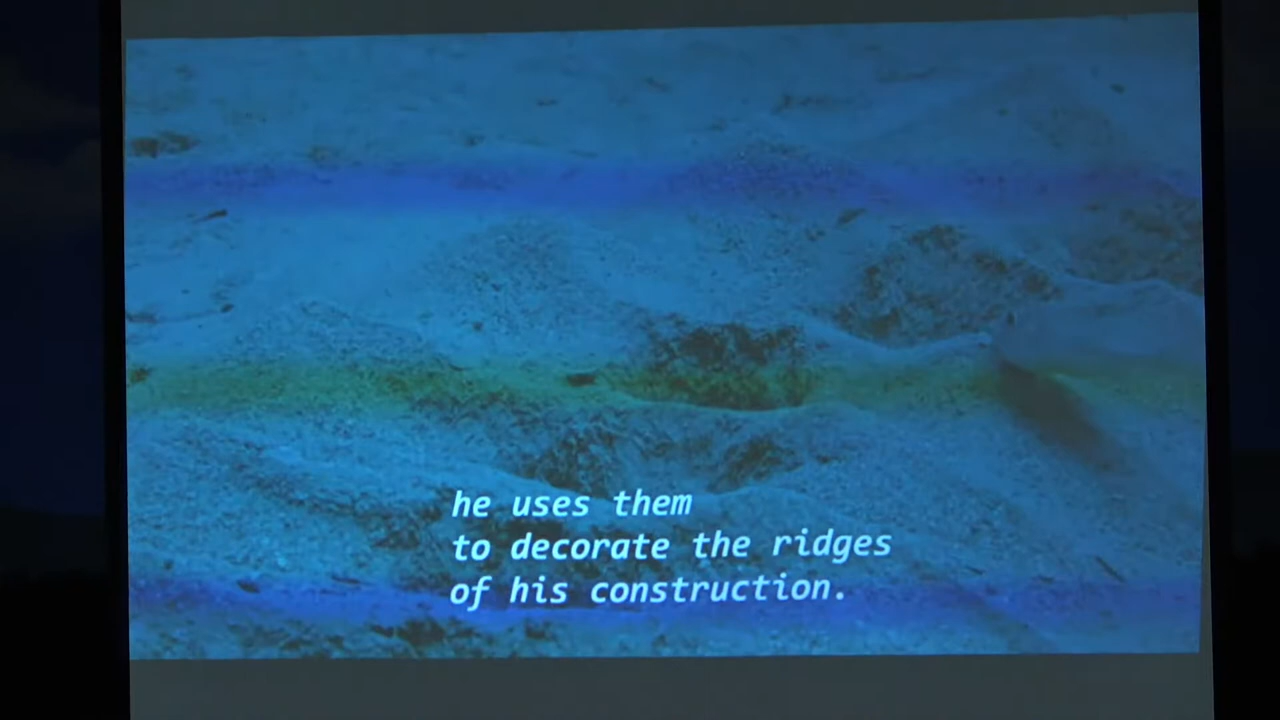 he uses them
to decorate the ridges
of his construction.